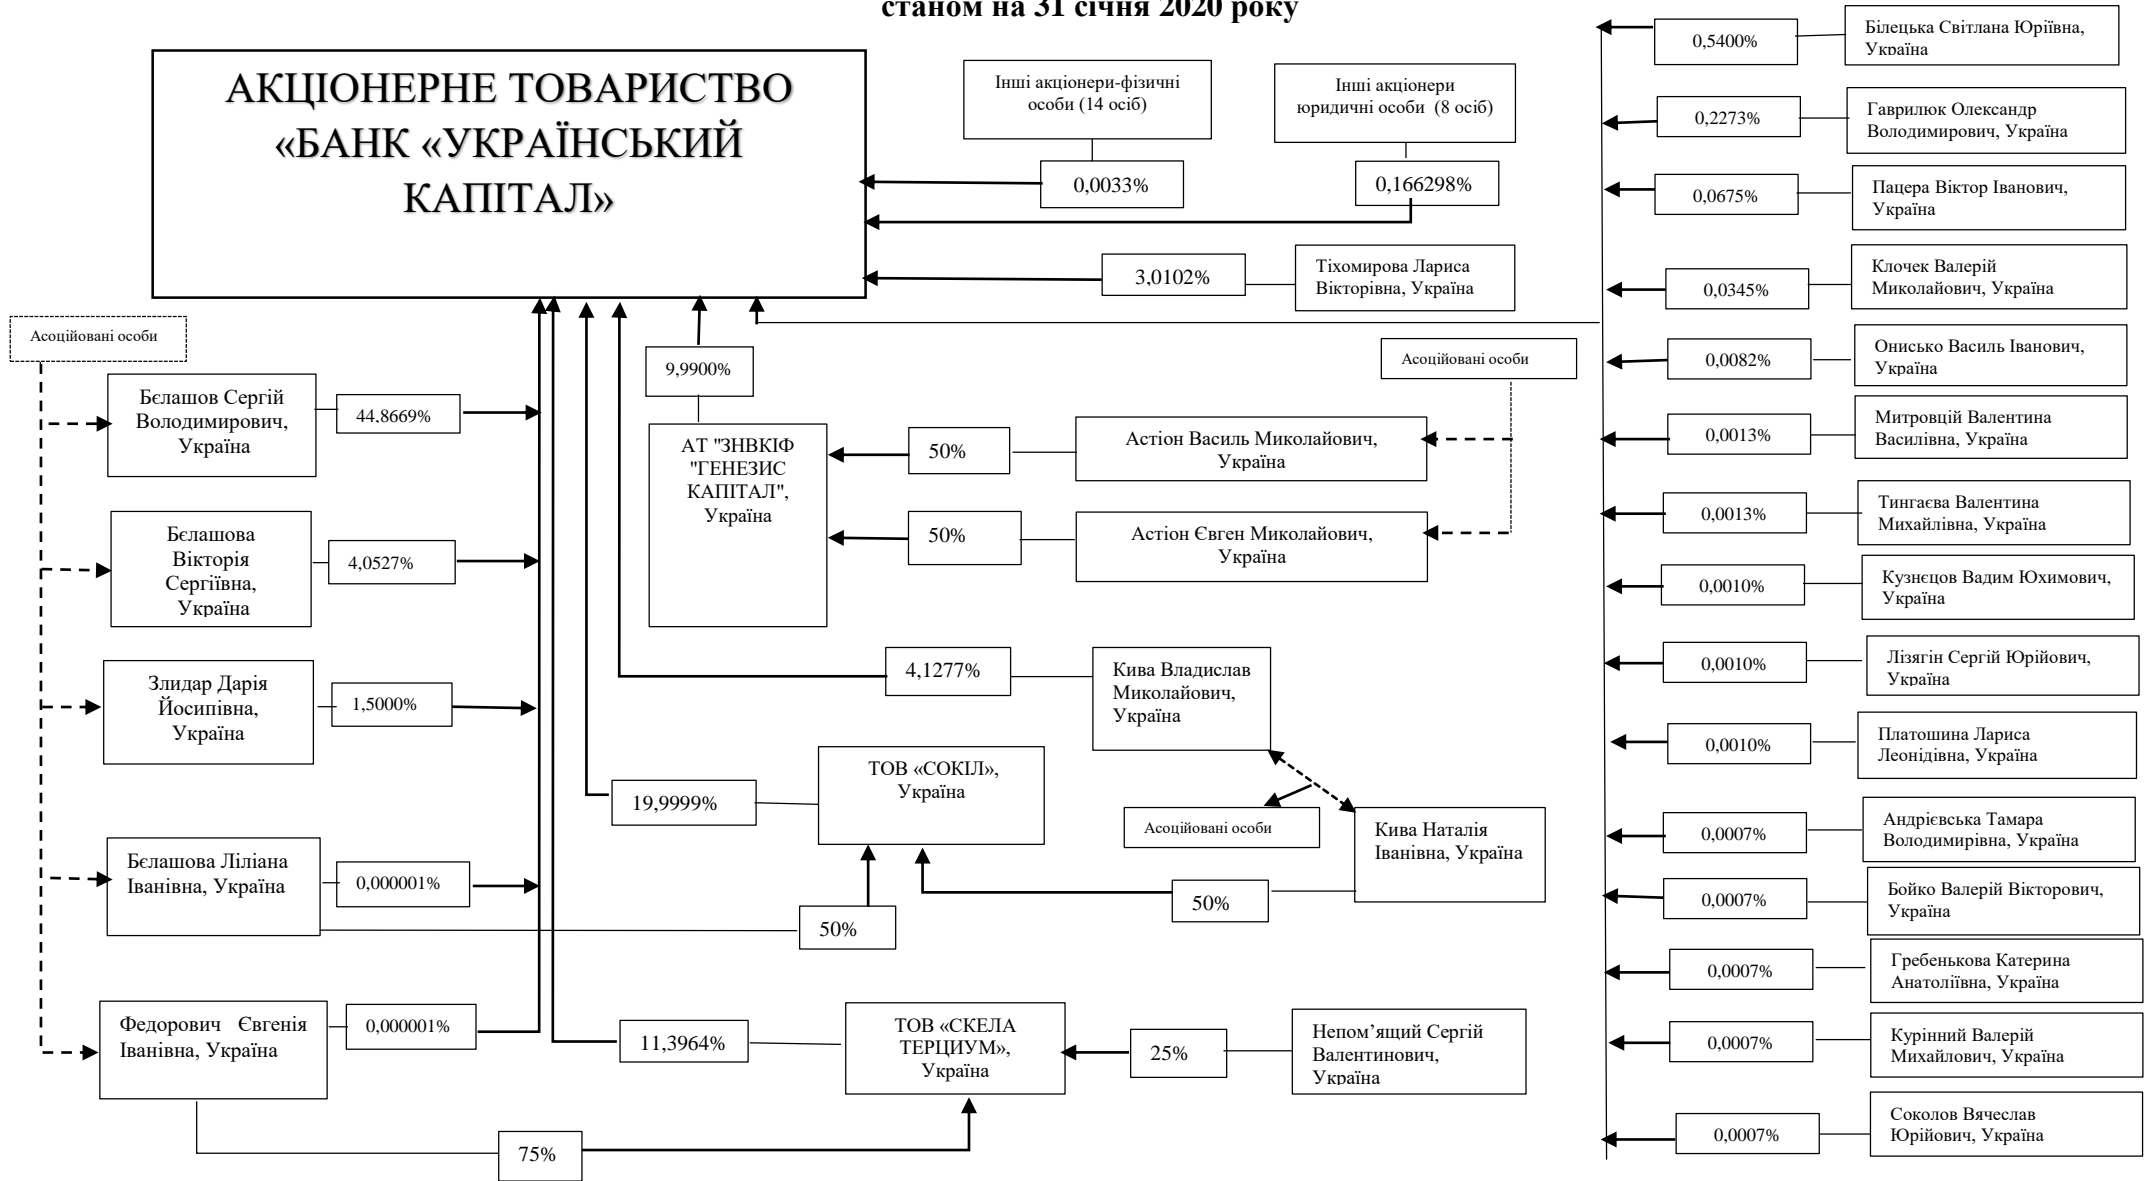 станом на 31 січня 2020 року
АКЦІОНЕРНЕ ТОВАРИСТВО
«БАНК «УКРАЇНСЬКИЙ
КАПІТАЛ»
Інші акціонери-фізичні
особи (14 осіб)
0,0033%
Інші акціонери
юридичні особи (8 осіб)
0,166298%
3,0102%
Тіхомирова Лариса
Вікторівна, Україна
Асоційовані особи
Бєлашов Сергій
Володимирович,
Україна
44,8669%
Бєлашова
Вікторія
Сергіївна,
Україна
4,0527%
Злидар Дарія
Йосипівна,
Україна
1,5000%
Бєлашова Ліліана
Іванівна, Україна
0,000001%
Федорович Євгенія
Іванівна, Україна
0,000001%
75%
9,9900%
АТ "ЗНВКІФ
"ГЕНЕЗИС
КАПІТАЛ",
Україна
Асоційовані особи
50%
Астіон Василь Миколайович,
Україна
50%
Астіон Євген Миколайович,
Україна
4,1277%
Кива Владислав
Миколайович,
Україна
19,9999%
ТОВ «СОКІЛ»,
Україна
Асоційовані особи
Кива Наталія
Іванівна, Україна
50%
50%
11,3964%
ТОВ «СКЕЛА
ТЕРЦИУМ»,
Україна
25%
Непом’ящий Сергій
Валентинович,
Україна
0,5400%
Білецька Світлана Юріївна,
Україна
0,2273%
Гаврилюк Олександр
Володимирович, Україна
0,0675%
Пацера Віктор Іванович,
Україна
0,0345%
Клочек Валерій
Миколайович, Україна
0,0082%
Онисько Василь Іванович,
Україна
0,0013%
Митровцій Валентина
Василівна, Україна
0,0013%
Тингаєва Валентина
Михайлівна, Україна
0,0010%
Кузнєцов Вадим Юхимович,
Україна
0,0010%
Лізягін Сергій Юрійович,
Україна
0,0010%
Платошина Лариса
Леонідівна, Україна
0,0007%
Андрієвська Тамара
Володимирівна, Україна
0,0007%
Бойко Валерій Вікторович,
Україна
0,0007%
Гребенькова Катерина
Анатоліївна, Україна
0,0007%
Курінний Валерій
Михайлович, Україна
0,0007%
Соколов Вячеслав
Юрійович, Україна